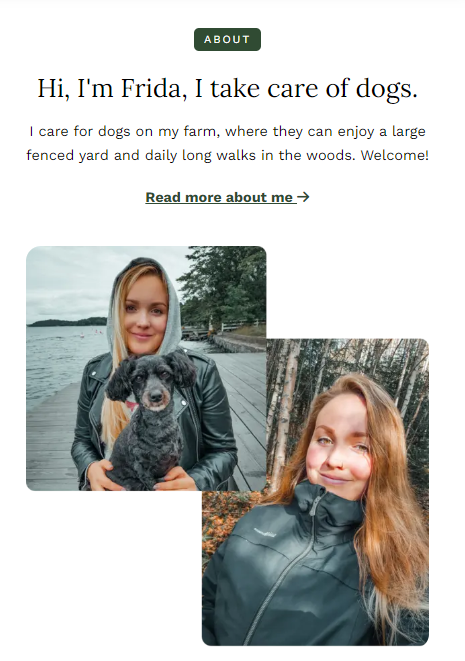 ABOUT
Hi, I'm Frida, I take care of dogs.
I care for dogs on my farm, where they can enjoy a large
fenced yard and daily long walks in the woods. Welcome!
Read more about me →